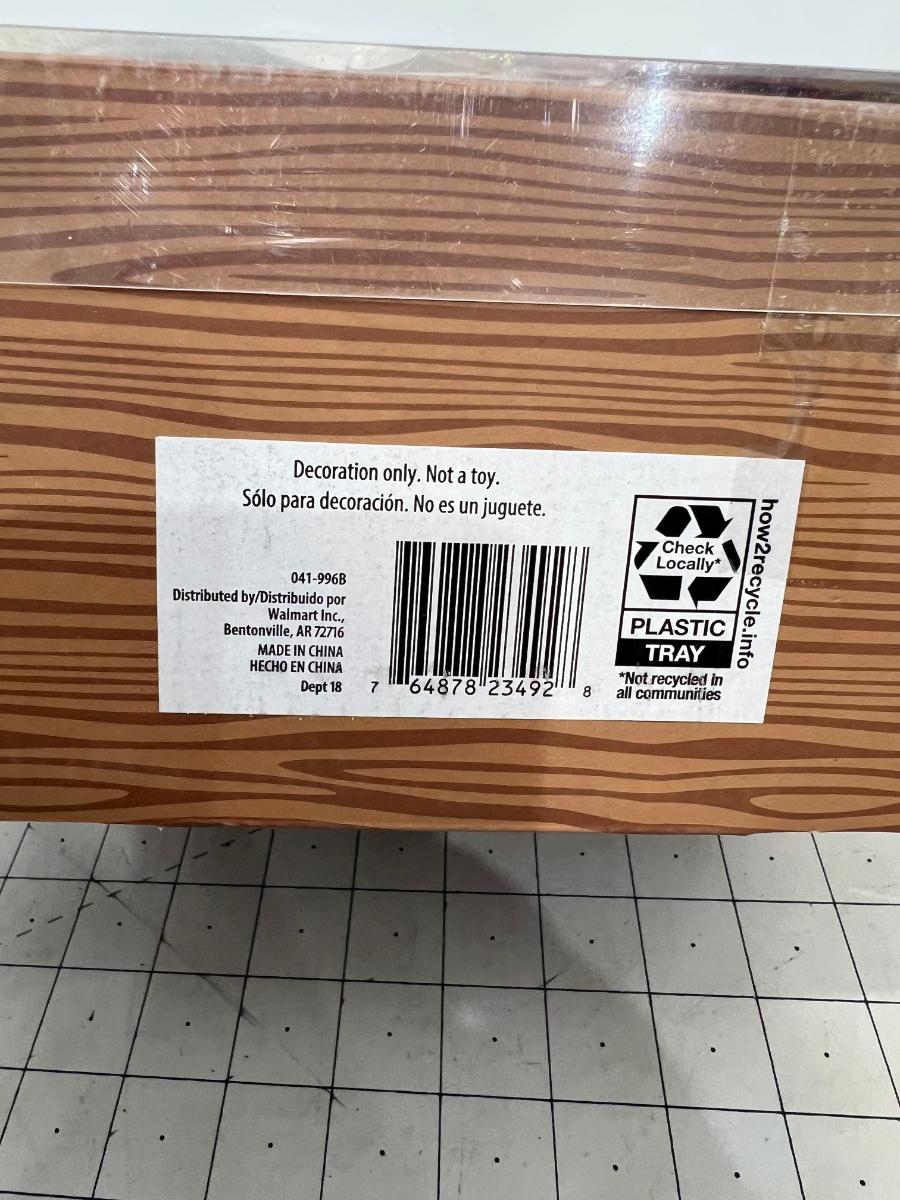 Decoration only. Not a toy.
Sólo para decoración. No es un juguete.
041-996B
Distributed by/Distribuido por
Walmart Inc.,
Bentonville, AR 72716
MADE IN CHINA
HECHO EN CHINA
Dept 18
7 64878 23492 8
Check
Locally*
PLASTIC
TRAY
*Not recycled in
all communities
how2recycle.info